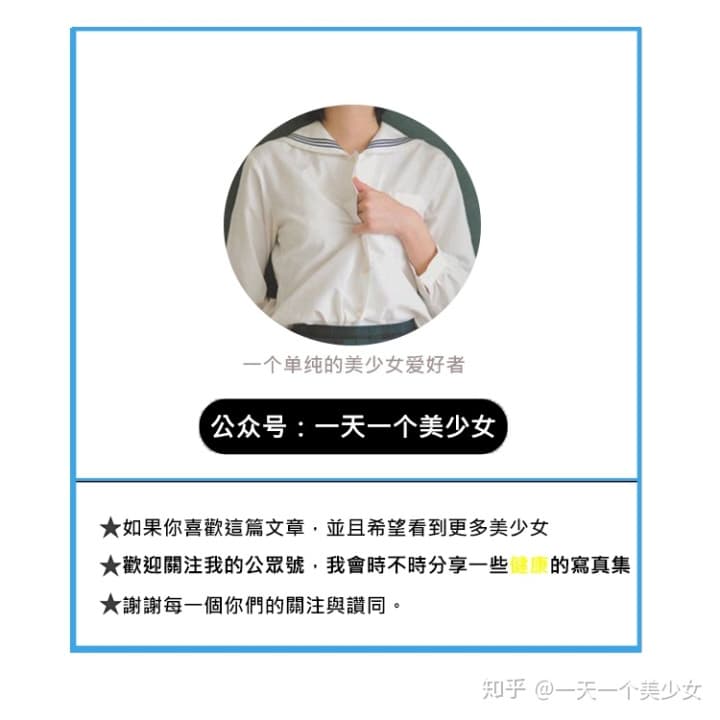 一个单纯的美少女爱好者
公众号：一天一个美少女
★如果你喜歡這篇文章，並且希望看到更多美少女
★歡迎關注我的公眾號，我會時不時分享一些健康的寫真集
★謝謝每一個你們的關注與讚同。
知乎 @一天一个美少女